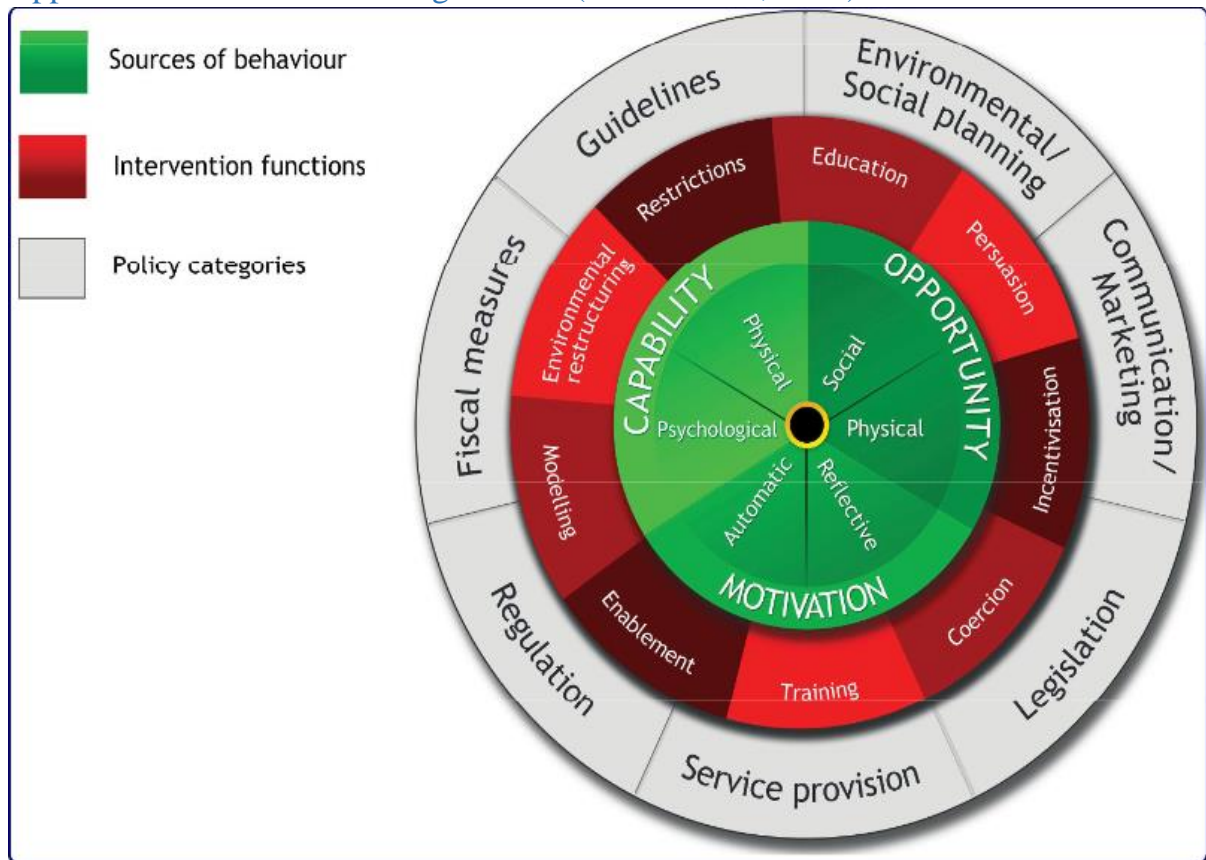 Sources of behaviour
Intervention functions
Policy categories
Guidelines
Environmental/
Social planning
Communication/
Marketing
Legislation
Service provision
Regulation
Fiscal measures
Restrictions
Education
Persuasion
Incentivisation
Coercion
Training
Enablement
Modelling
Environmental
restructuring
CAPABILITY
OPPORTUNITY
MOTIVATION
Physical
Social
Physical
Reflective
Automatic
Psychological